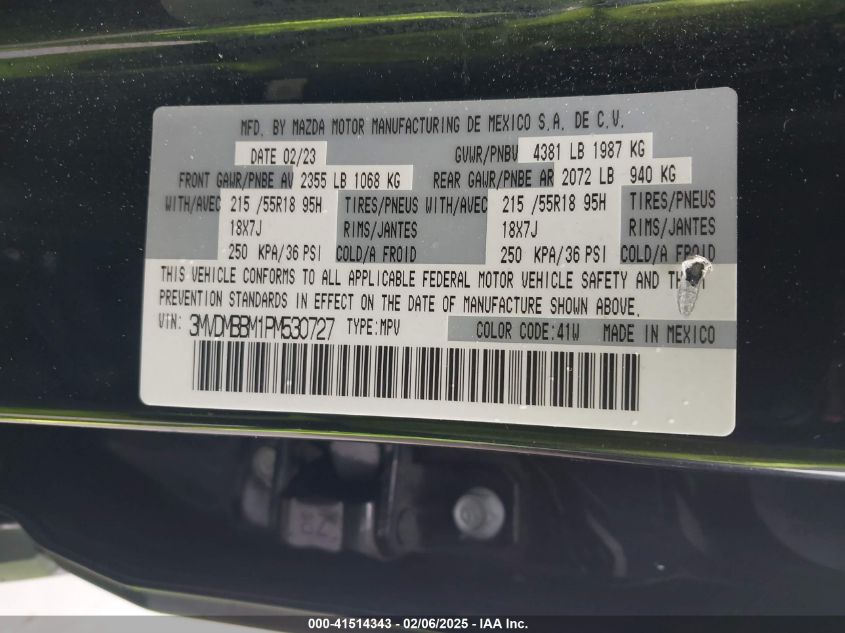 MFD. BY MAZDA MOTOR MANUFACTURING DE MEXICO S.A. DE C.V.
DATE 02/23 GVWR/PNBV 4381 LB 1987 KG
FRONT GAWR/PNBE AV 2355 LB 1068 KG REAR GAWR/PNBE AR 2072 LB 940 KG
WITH/AVEC 215 /55R18 95H TIRES/PNEUS WITH/AVEC 215 /55R18 95H TIRES/PNEUS
18X7J RIMS/JANTES 18X7J RIMS/JANTES
250 KPA/36 PSI COLD/A FROID 250 KPA/36 PSI COLD/A FROID
THIS VEHICLE CONFORMS TO ALL APPLICABLE FEDERAL MOTOR VEHICLE SAFETY AND THEFT
PREVENTION STANDARDS IN EFFECT ON THE DATE OF MANUFACTURE SHOWN ABOVE.
VIN: 3MVDMBBM1PM530727 TYPE:MPV COLOR CODE:41W MADE IN MEXICO
000-41514343 - 02/06/2025 - IAA Inc.